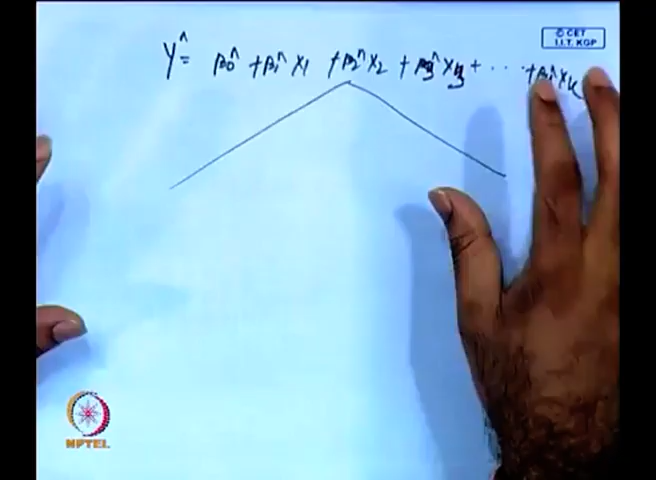 © CET
I.I.T. KGP
Ŷ = β0^ + β1^ X1 + β2^ X2 + β3^ X3 + ··· + βk^ Xk
NPTEL